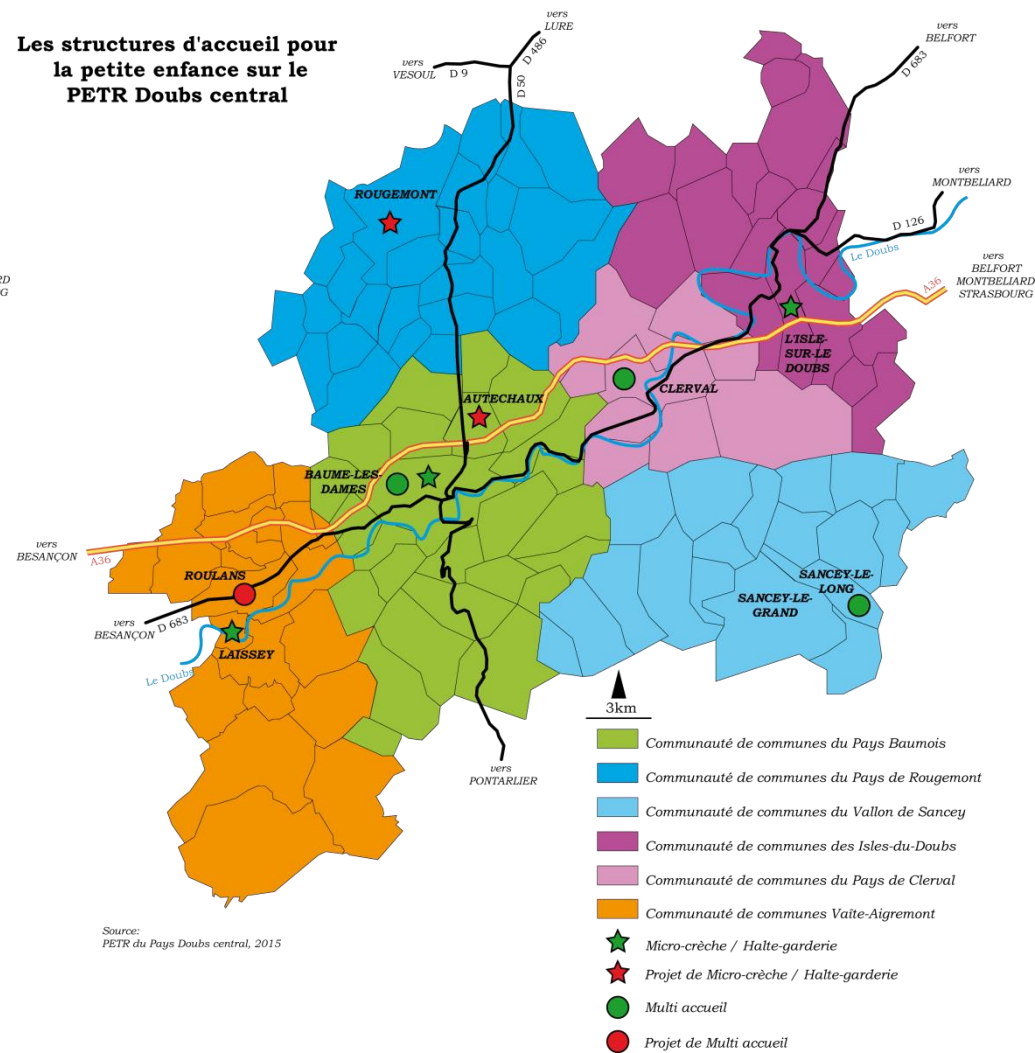 Les structures d'accueil pour
la petite enfance sur le
PETR Doubs central
vers
LURE
D 486
vers
VESOUL
D 9
D 50
vers
BELFORT
D 683
ROUGEMONT
vers
MONTBELIARD
D 126
Le Doubs
vers
BELFORT
MONTBELIARD
STRASBOURG
A36
L'ISLE-
SUR-LE
DOUBS
CLERVAL
AUTECHAUX
BAUME-LES-
DAMES
vers
BESANÇON
A36
ROULANS
vers
BESANÇON
D 683
LAISSEY
Le Doubs
SANCEY-LE-
LONG
SANCEY-LE-
GRAND
vers
PONTARLIER
3km
Communauté de communes du Pays Baumois
Communauté de communes du Pays de Rougemont
Communauté de communes du Vallon de Sancey
Communauté de communes des Isles-du-Doubs
Communauté de communes du Pays de Clerval
Communauté de communes Vaîte-Aigremont
Micro-crèche / Halte-garderie
Projet de Micro-crèche / Halte-garderie
Multi accueil
Projet de Multi accueil
Source:
PETR du Pays Doubs central, 2015